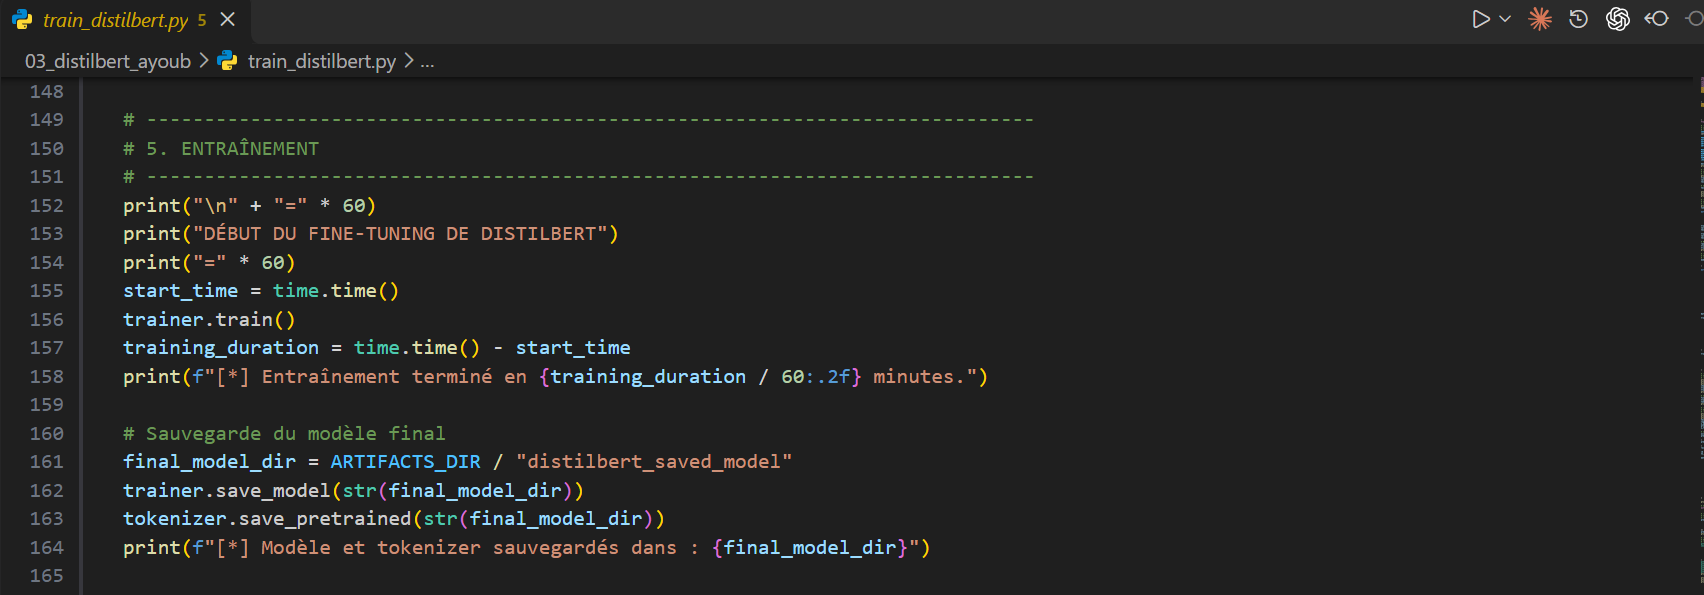 train_distilbert.py 5
03_distilbert_ayoub > train_distilbert.py > ...
148
149 # -----------------------------------------------------------------------------
150 # 5. ENTRAÎNEMENT
151 # -----------------------------------------------------------------------------
152 print("\n" + "=" * 60)
153 print("DÉBUT DU FINE-TUNING DE DISTILBERT")
154 print("=" * 60)
155 start_time = time.time()
156 trainer.train()
157 training_duration = time.time() - start_time
158 print(f"[*] Entraînement terminé en {training_duration / 60:.2f} minutes.")
159
160 # Sauvegarde du modèle final
161 final_model_dir = ARTIFACTS_DIR / "distilbert_saved_model"
162 trainer.save_model(str(final_model_dir))
163 tokenizer.save_pretrained(str(final_model_dir))
164 print(f"[*] Modèle et tokenizer sauvegardés dans : {final_model_dir}")
165